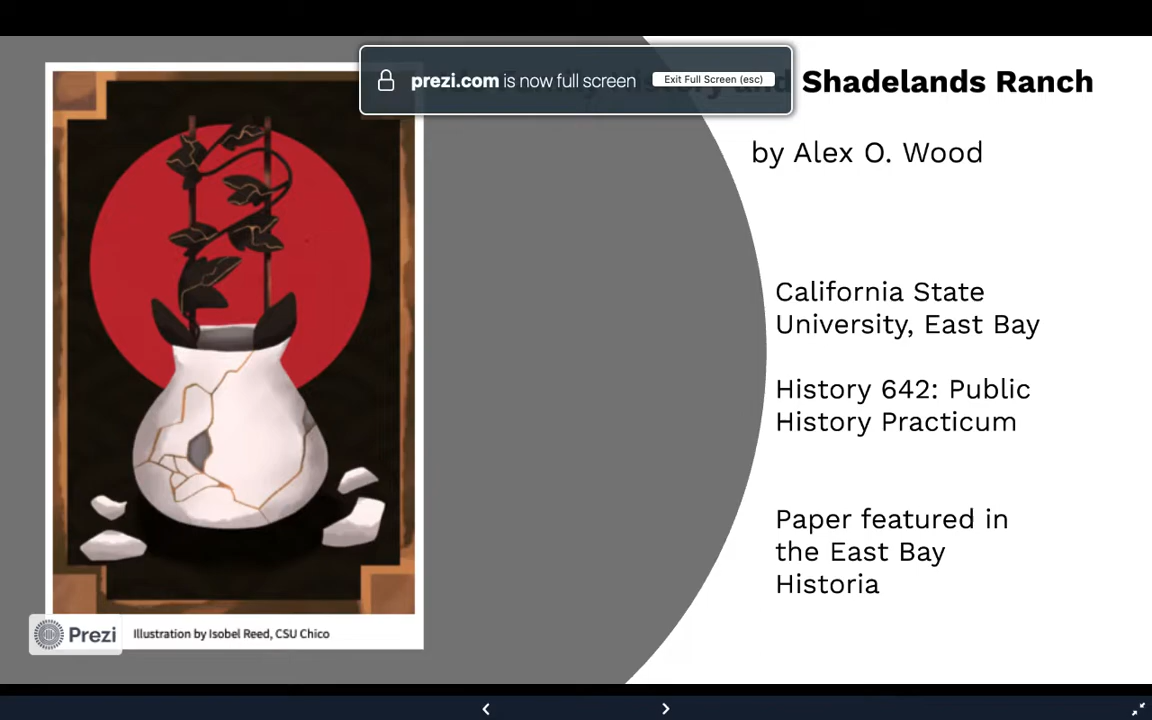 prezi.com is now full screen
Exit Full Screen (esc)
and Shadelands Ranch
by Alex O. Wood
California State
University, East Bay
History 642: Public
History Practicum
Paper featured in
the East Bay
Historia
Prezi
Illustration by Isobel Reed, CSU Chico